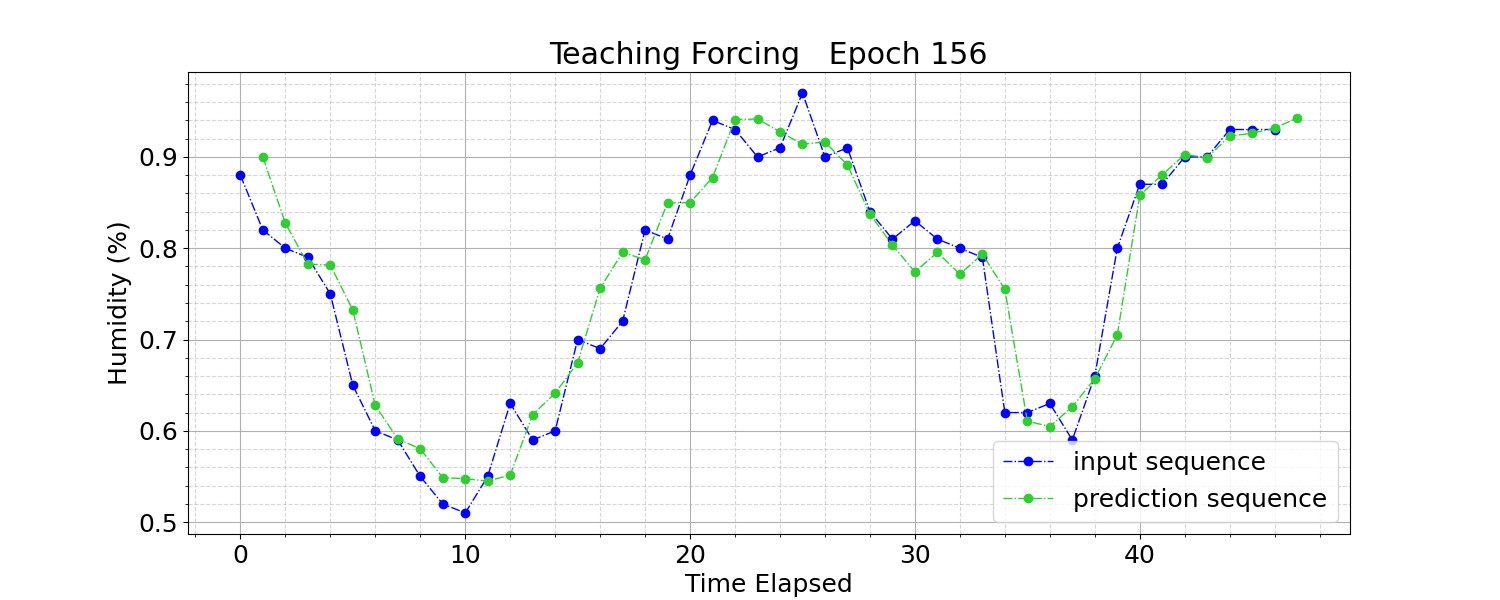 Teaching Forcing   Epoch 156
Humidity (%)
0.9
0.8
0.7
0.6
0.5
0
10
20
30
40
Time Elapsed
input sequence
prediction sequence